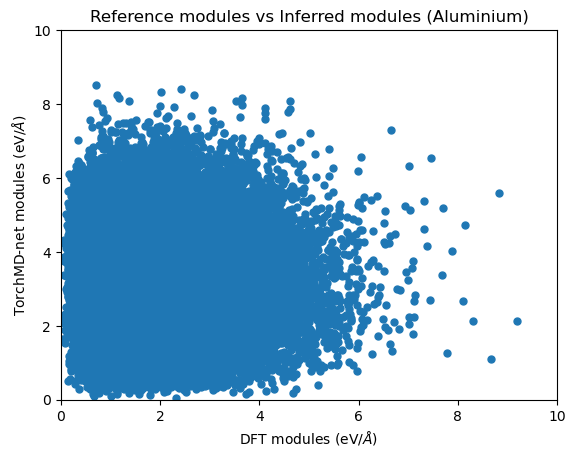 Reference modules vs Inferred modules (Aluminium)
10
8
6
4
2
0
TorchMD-net modules (eV/Å)
0 2 4 6 8 10
DFT modules (eV/Å)